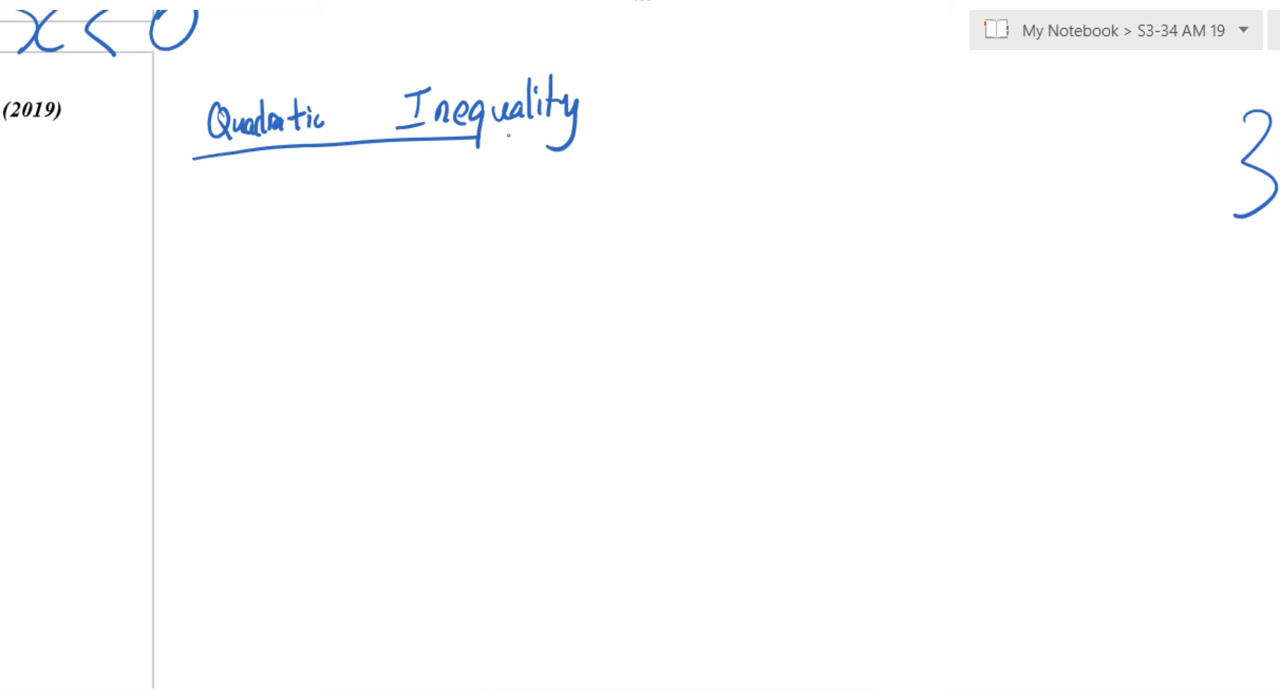 x < 0
My Notebook > S3-34 AM 19
(2019)
Quadratic Inequality
3